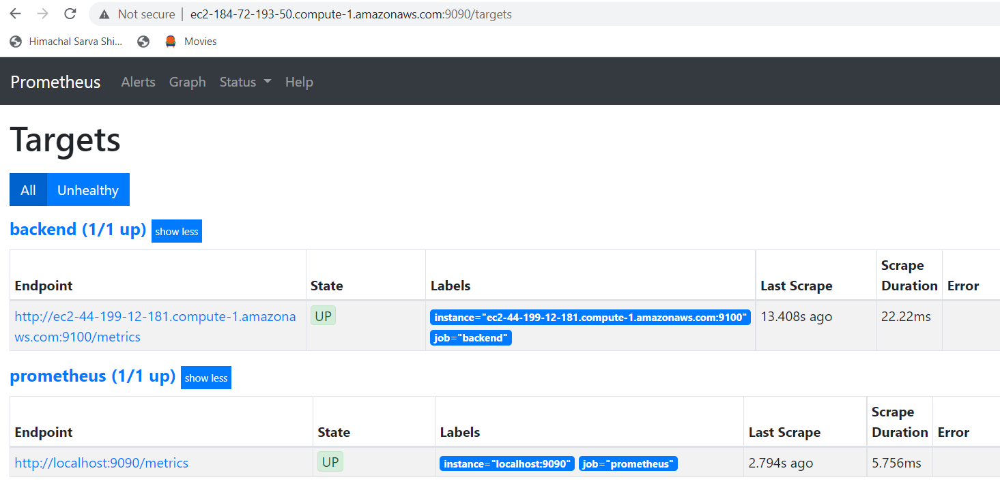 Not secure | ec2-184-72-193-50.compute-1.amazonaws.com:9090/targets
Himachal Sarva Shi... Movies
Prometheus Alerts Graph Status Help
Targets
All Unhealthy
backend (1/1 up) show less
Scrape
Endpoint State Labels Last Scrape Duration Error
http://ec2-44-199-12-181.compute-1.amazona UP instance="ec2-44-199-12-181.compute-1.amazonaws.com:9100" 13.408s ago 22.22ms
ws.com:9100/metrics job="backend"
prometheus (1/1 up) show less
Scrape
Endpoint State Labels Last Scrape Duration Error
http://localhost:9090/metrics UP instance="localhost:9090" job="prometheus" 2.794s ago 5.756ms